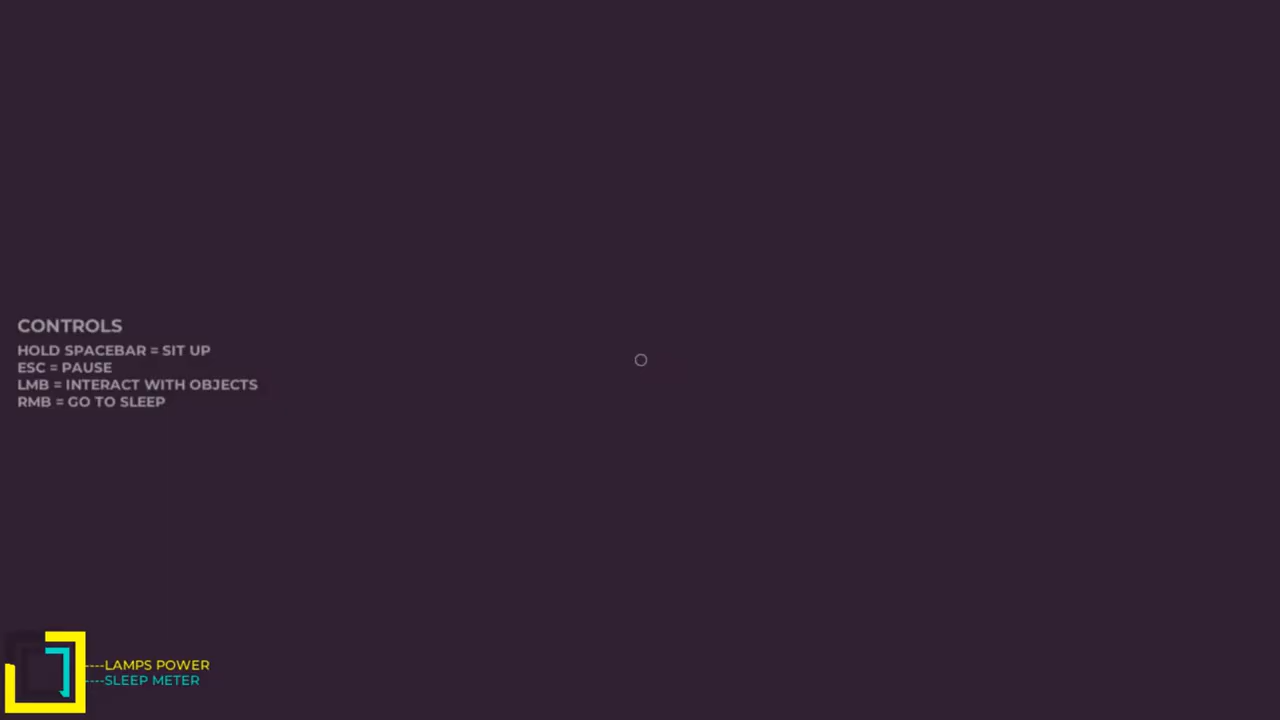 CONTROLS
HOLD SPACEBAR = SIT UP
ESC = PAUSE
LMB = INTERACT WITH OBJECTS
RMB = GO TO SLEEP
----LAMPS POWER
----SLEEP METER